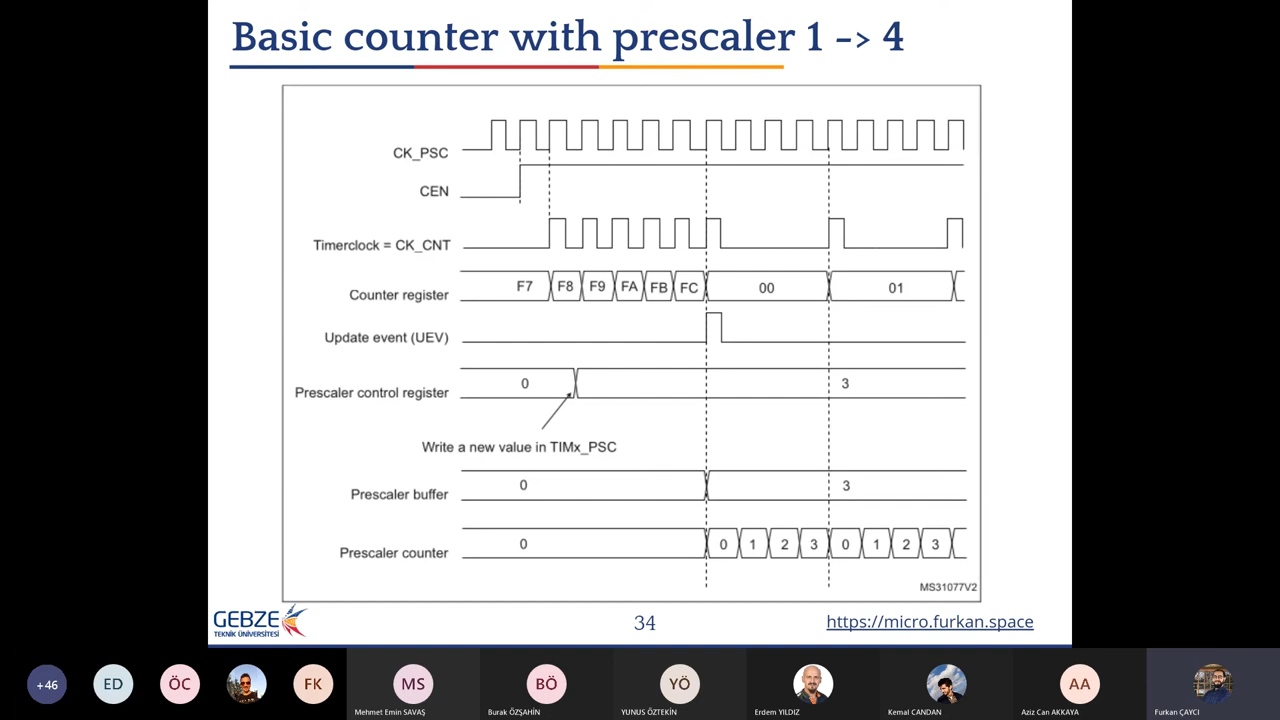 Basic counter with prescaler 1 -> 4
CK_PSC
CEN
Timerclock = CK_CNT
Counter register
F7 F8 F9 FA FB FC 00 01
Update event (UEV)
Prescaler control register
0 3
Write a new value in TIMx_PSC
Prescaler buffer
0 3
Prescaler counter
0 0 1 2 3 0 1 2 3
MS31077V2
GEBZE
TEKNİK ÜNİVERSİTESİ
34
https://micro.furkan.space
+46 ED ÖC FK MS BÖ YÖ AA
Mehmet Emin SAVAŞ Burak ÖZŞAHİN YUNUS ÖZTEKİN Erdem YILDIZ Kemal CANDAN Aziz Can AKKAYA Furkan ÇAYCI